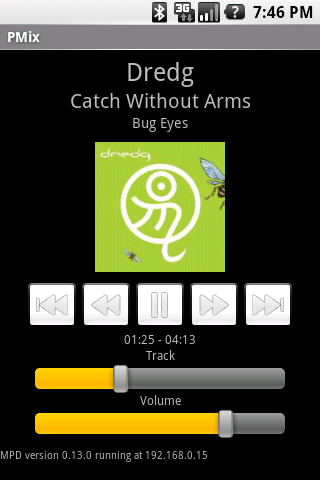 3G
?
7:46 PM
PMix
Dredg
Catch Without Arms
Bug Eyes
dredg
01:25 - 04:13
Track
Volume
MPD version 0.13.0 running at 192.168.0.15